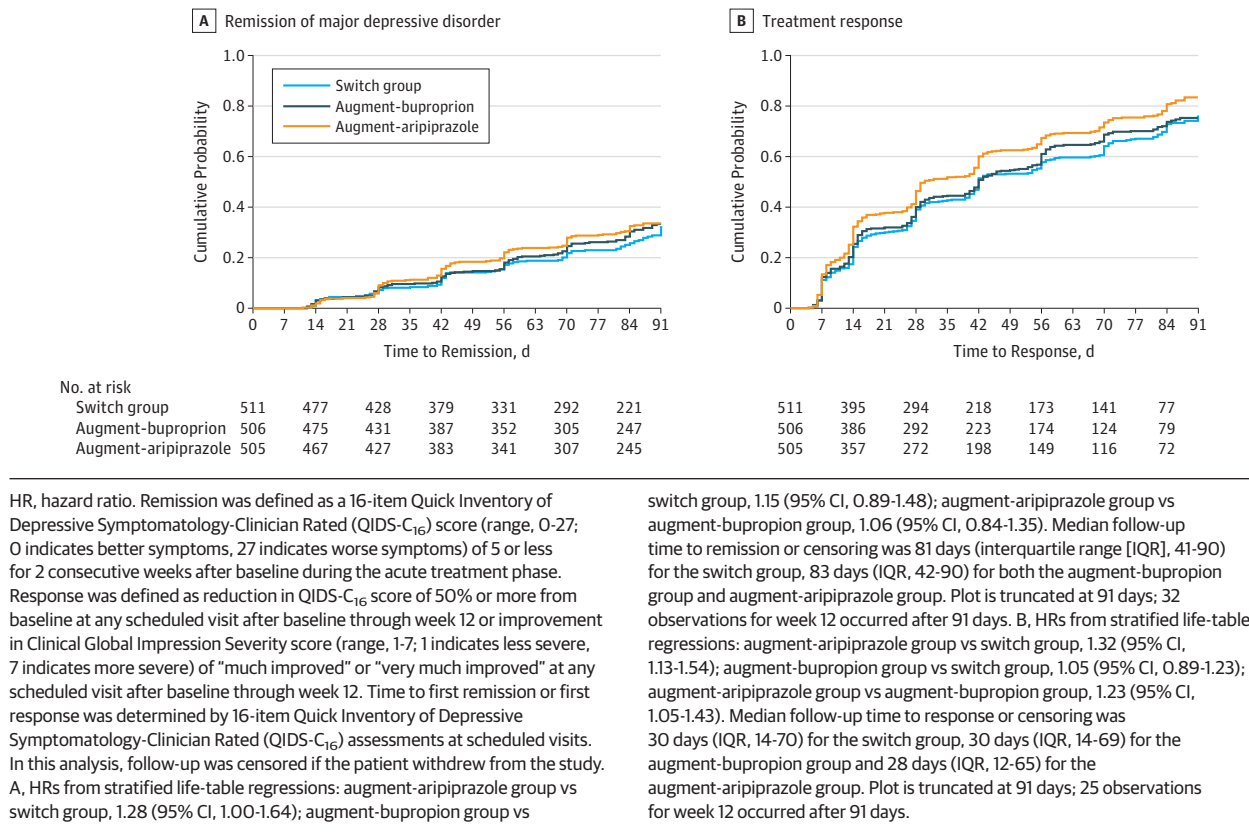 A Remission of major depressive disorder
1.0
0.8
0.6
0.4
0.2
0
Cumulative Probability
Switch group
Augment-buproprion
Augment-aripiprazole
0 7 14 21 28 35 42 49 56 63 70 77 84 91
Time to Remission, d
B Treatment response
1.0
0.8
0.6
0.4
0.2
0
Cumulative Probability
0 7 14 21 28 35 42 49 56 63 70 77 84 91
Time to Response, d
No. at risk
Switch group 511 477 428 379 331 292 221 511 395 294 218 173 141 77
Augment-buproprion 506 475 431 387 352 305 247 506 386 292 223 174 124 79
Augment-aripiprazole 505 467 427 383 341 307 245 505 357 272 198 149 116 72
HR, hazard ratio. Remission was defined as a 16-item Quick Inventory of
Depressive Symptomatology-Clinician Rated (QIDS-C16) score (range, 0-27;
0 indicates better symptoms, 27 indicates worse symptoms) of 5 or less
for 2 consecutive weeks after baseline during the acute treatment phase.
Response was defined as reduction in QIDS-C16 score of 50% or more from
baseline at any scheduled visit after baseline through week 12 or improvement
in Clinical Global Impression Severity score (range, 1-7; 1 indicates less severe,
7 indicates more severe) of “much improved” or “very much improved” at any
scheduled visit after baseline through week 12. Time to first remission or first
response was determined by 16-item Quick Inventory of Depressive
Symptomatology-Clinician Rated (QIDS-C16) assessments at scheduled visits.
In this analysis, follow-up was censored if the patient withdrew from the study.
A, HRs from stratified life-table regressions: augment-aripiprazole group vs
switch group, 1.28 (95% CI, 1.00-1.64); augment-bupropion group vs
switch group, 1.15 (95% CI, 0.89-1.48); augment-aripiprazole group vs
augment-bupropion group, 1.06 (95% CI, 0.84-1.35). Median follow-up
time to remission or censoring was 81 days (interquartile range [IQR], 41-90)
for the switch group, 83 days (IQR, 42-90) for both the augment-bupropion
group and augment-aripiprazole group. Plot is truncated at 91 days; 32
observations for week 12 occurred after 91 days. B, HRs from stratified life-table
regressions: augment-aripiprazole group vs switch group, 1.32 (95% CI,
1.13-1.54); augment-bupropion group vs switch group, 1.05 (95% CI, 0.89-1.23);
augment-aripiprazole group vs augment-bupropion group, 1.23 (95% CI,
1.05-1.43). Median follow-up time to response or censoring was
30 days (IQR, 14-70) for the switch group, 30 days (IQR, 14-69) for the
augment-bupropion group and 28 days (IQR, 12-65) for the
augment-aripiprazole group. Plot is truncated at 91 days; 25 observations
for week 12 occurred after 91 days.